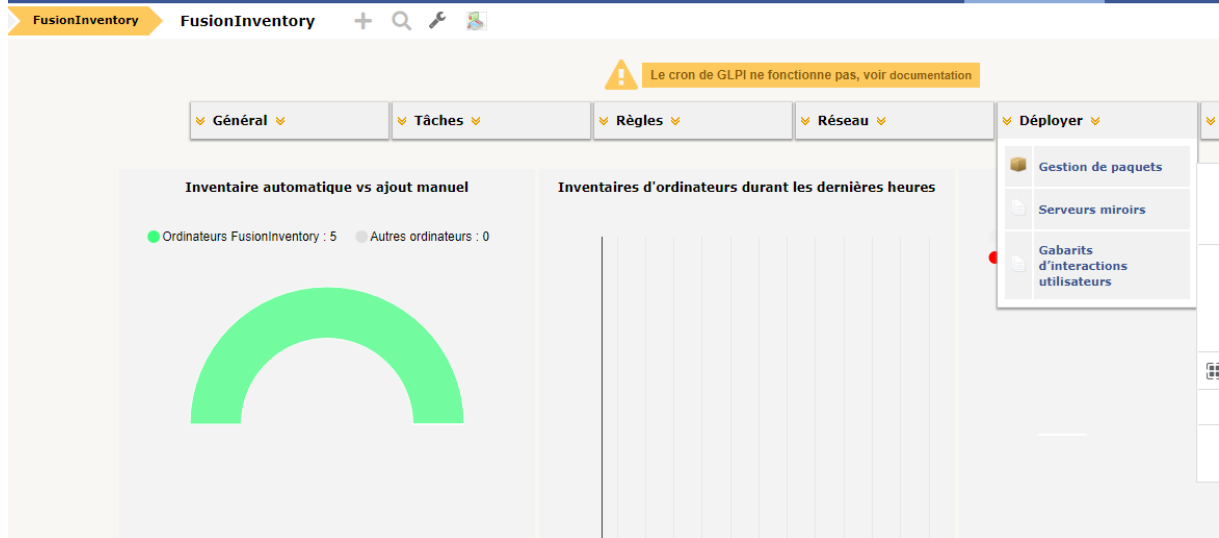 FusionInventory
FusionInventory
Le cron de GLPI ne fonctionne pas, voir documentation
Général
Tâches
Règles
Réseau
Déployer
Gestion de paquets
Serveurs miroirs
Gabarits
d'interactions
utilisateurs
Inventaire automatique vs ajout manuel
Ordinateurs FusionInventory : 5
Autres ordinateurs : 0
Inventaires d'ordinateurs durant les dernières heures